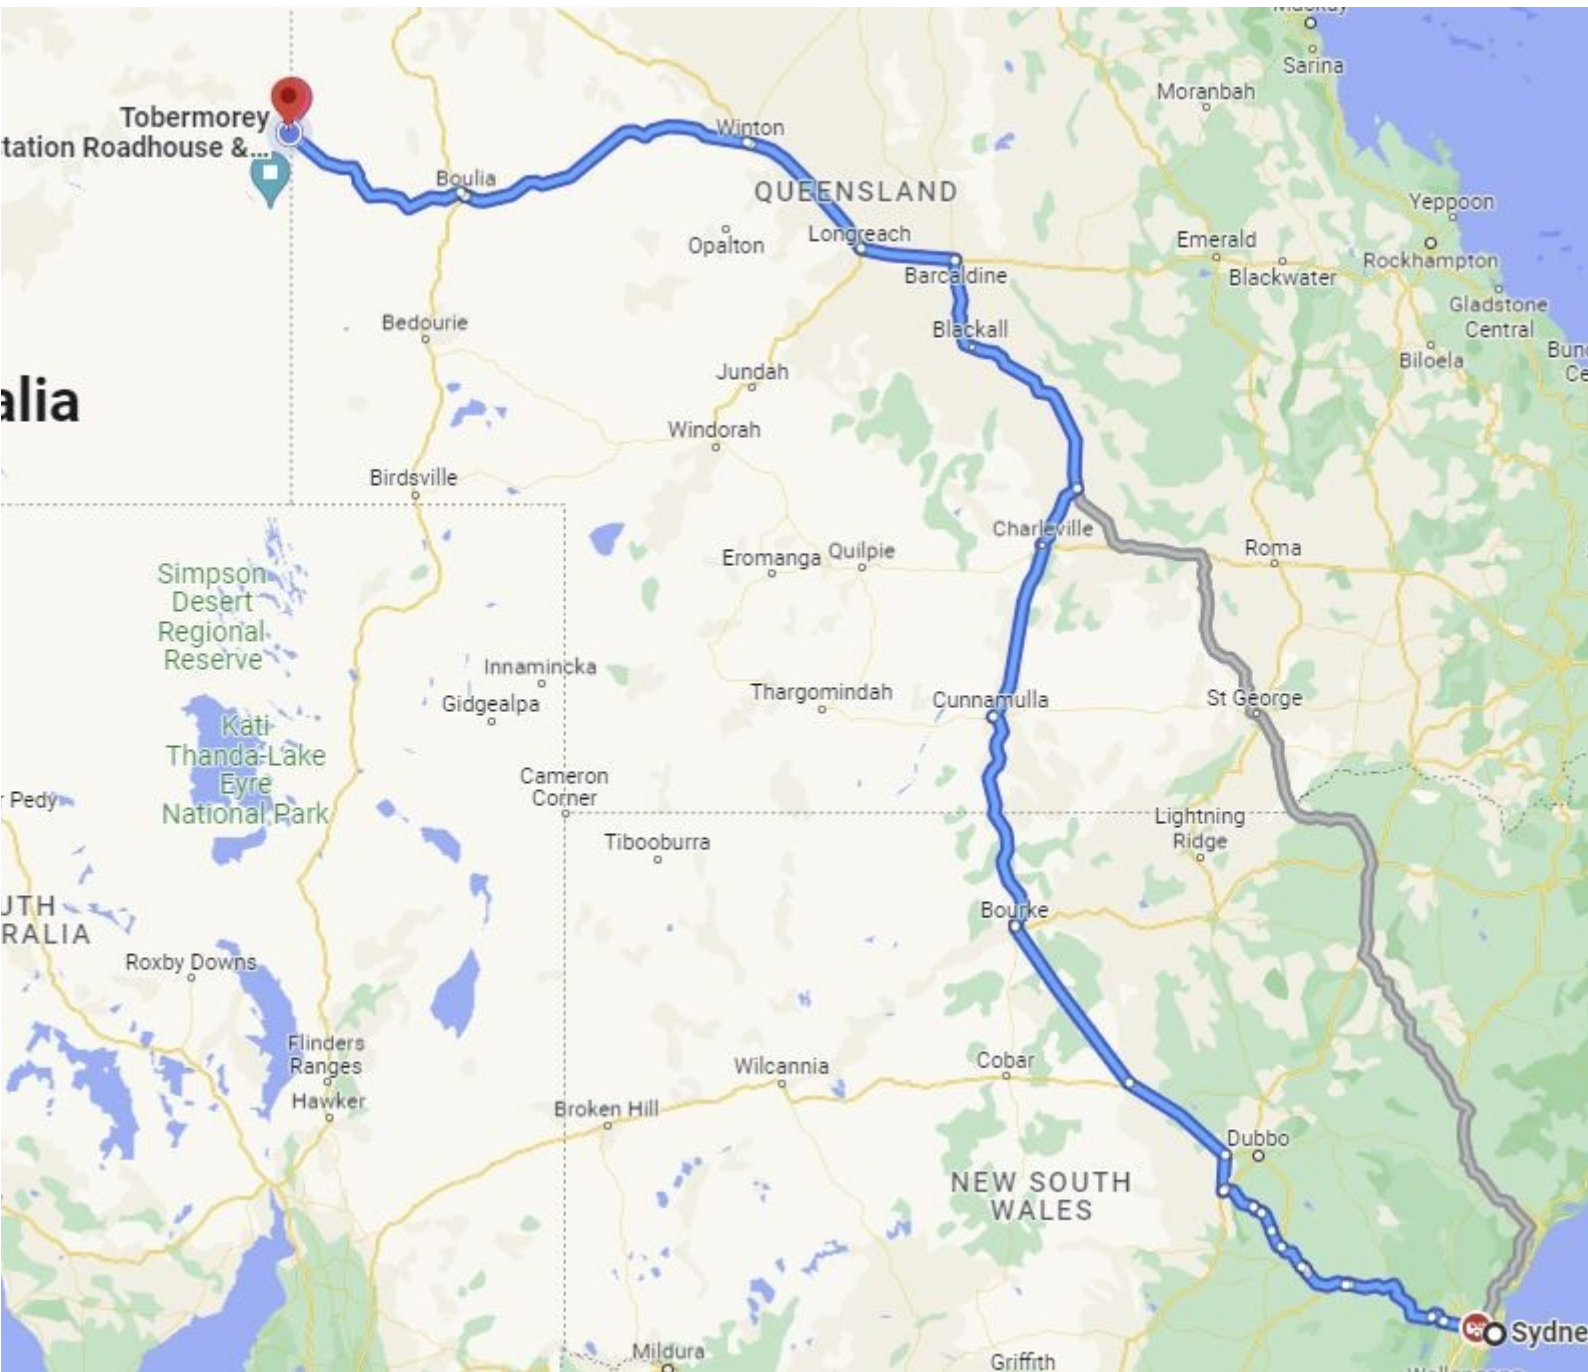 Mackay
Sarina
Moranbah
Tobermorey
tation Roadhouse &...
Winton
Boulia
QUEENSLAND
Yeppoon
Longreach
Opalton
Emerald
Rockhampton
Blackwater
Barcaldine
Gladstone
Central
Bedourie
Blackall
Biloela
Bun
Ce
Jundah
alia
Windorah
Birdsville
Charleville
Eromanga
Quilpie
Roma
Simpson
Desert
Regional
Reserve
Innamincka
Gidgealpa
Thargomindah
Cunnamulla
St George
Kati
Thanda-Lake
Eyre
National Park
Cameron
Corner
r Pedy
Lightning
Ridge
Tibooburra
UTH
RALIA
Bourke
Roxby Downs
Flinders
Ranges
Wilcannia
Cobar
Hawker
Broken Hill
Dubbo
NEW SOUTH
WALES
Sydne
Mildura
Griffith